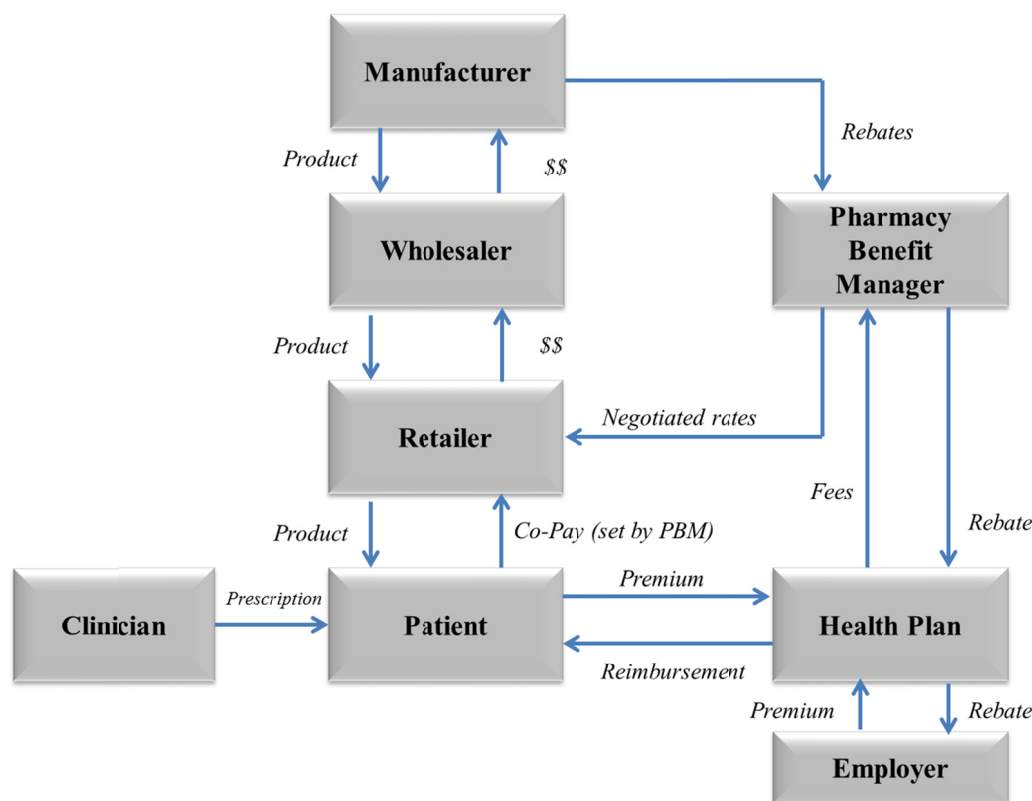 Manufacturer
Rebates
Product
$$
Pharmacy
Benefit
Manager
Wholesaler
Product
$$
Negotiated rates
Retailer
Fees
Product
Co-Pay (set by PBM)
Rebate
Premium
Prescription
Clinician
Patient
Health Plan
Reimbursement
Premium
Rebate
Employer